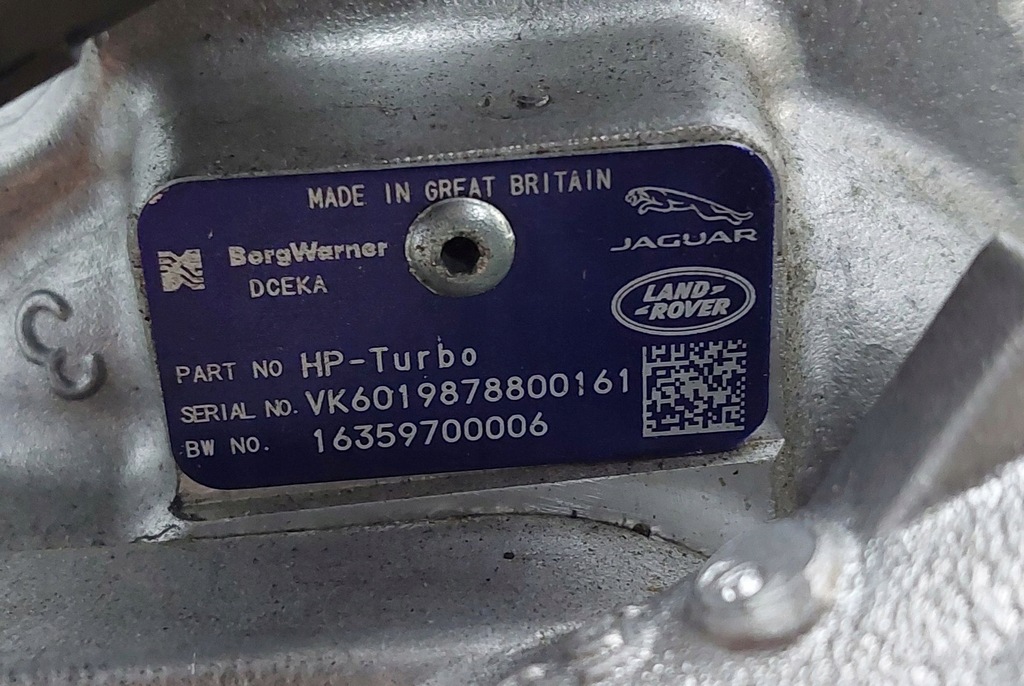 MADE IN GREAT BRITAIN
BorgWarner
DCEKA
JAGUAR
LAND-
-ROVER
PART NO HP-Turbo
SERIAL NO. VK6019878800161
BW NO. 16359700006